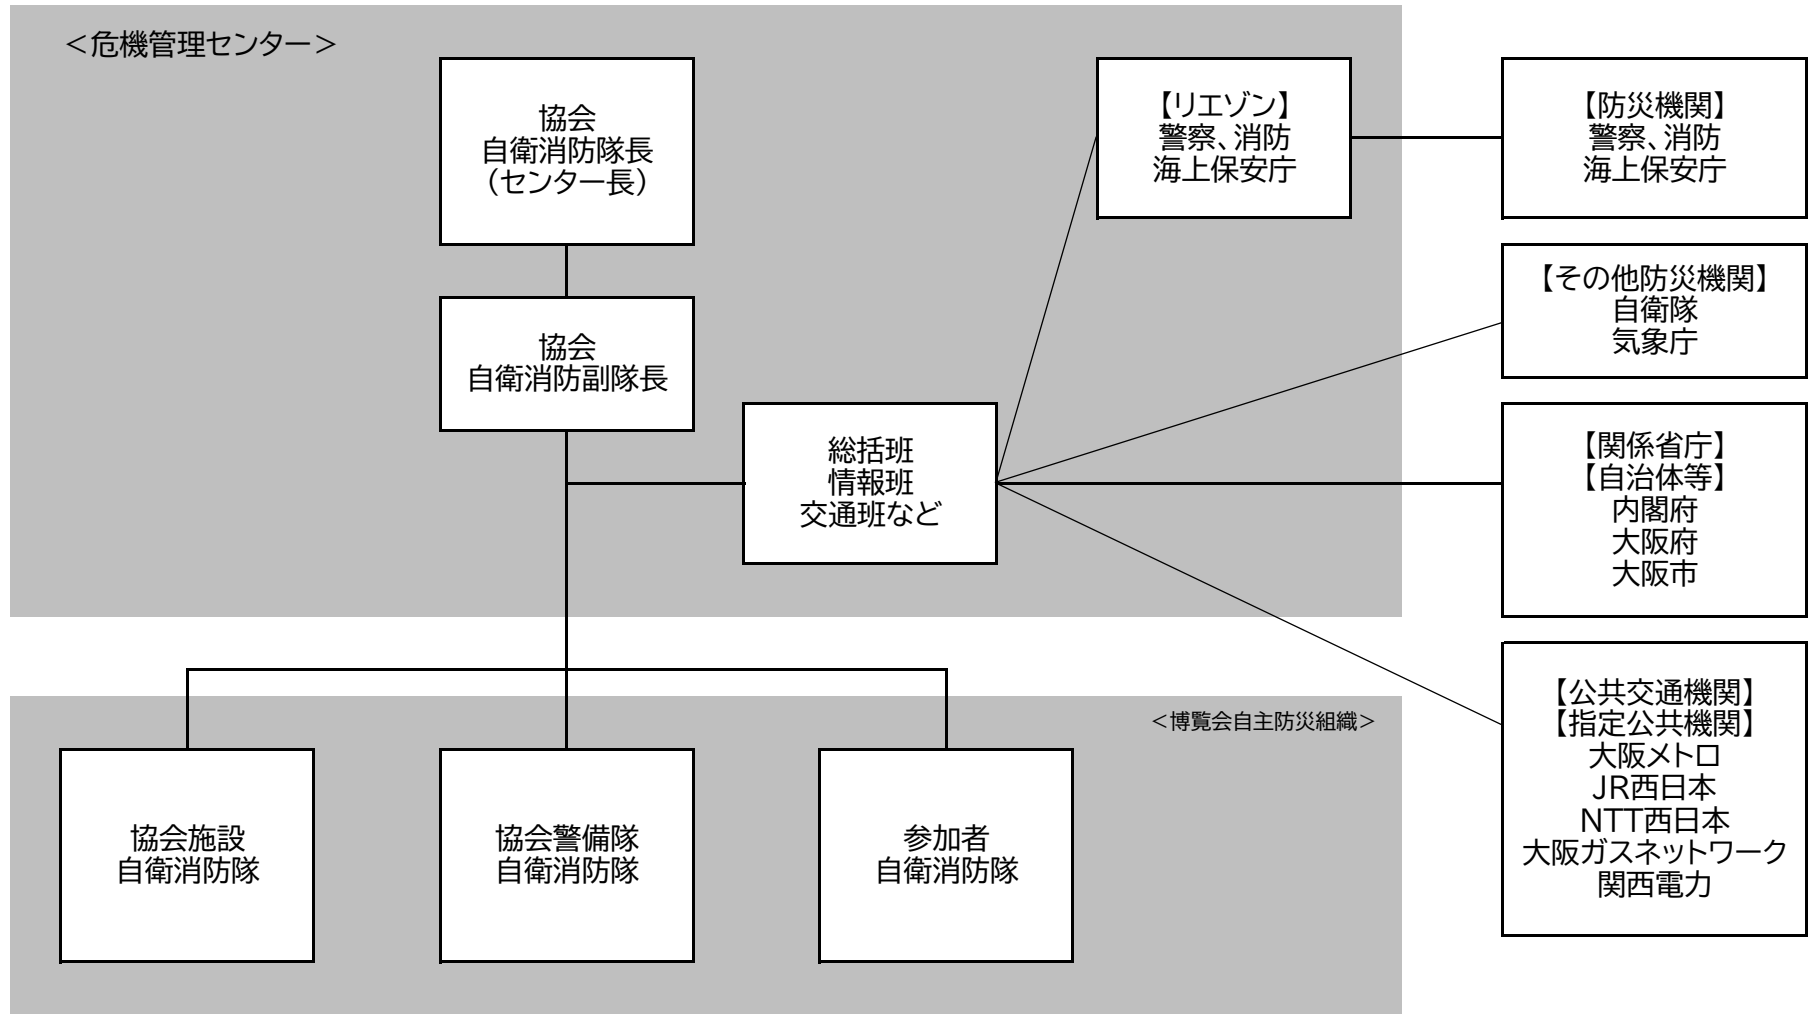 ＜危機管理センター＞
協会
自衛消防隊長
（センター長）
協会
自衛消防副隊長
総括班
情報班
交通班など
【リエゾン】
警察、消防
海上保安庁
【防災機関】
警察、消防
海上保安庁
【その他防災機関】
自衛隊
気象庁
【関係省庁】
【自治体等】
内閣府
大阪府
大阪市
【公共交通機関】
【指定公共機関】
大阪メトロ
JR西日本
NTT西日本
大阪ガスネットワーク
関西電力
＜博覧会自主防災組織＞
協会施設
自衛消防隊
協会警備隊
自衛消防隊
参加者
自衛消防隊